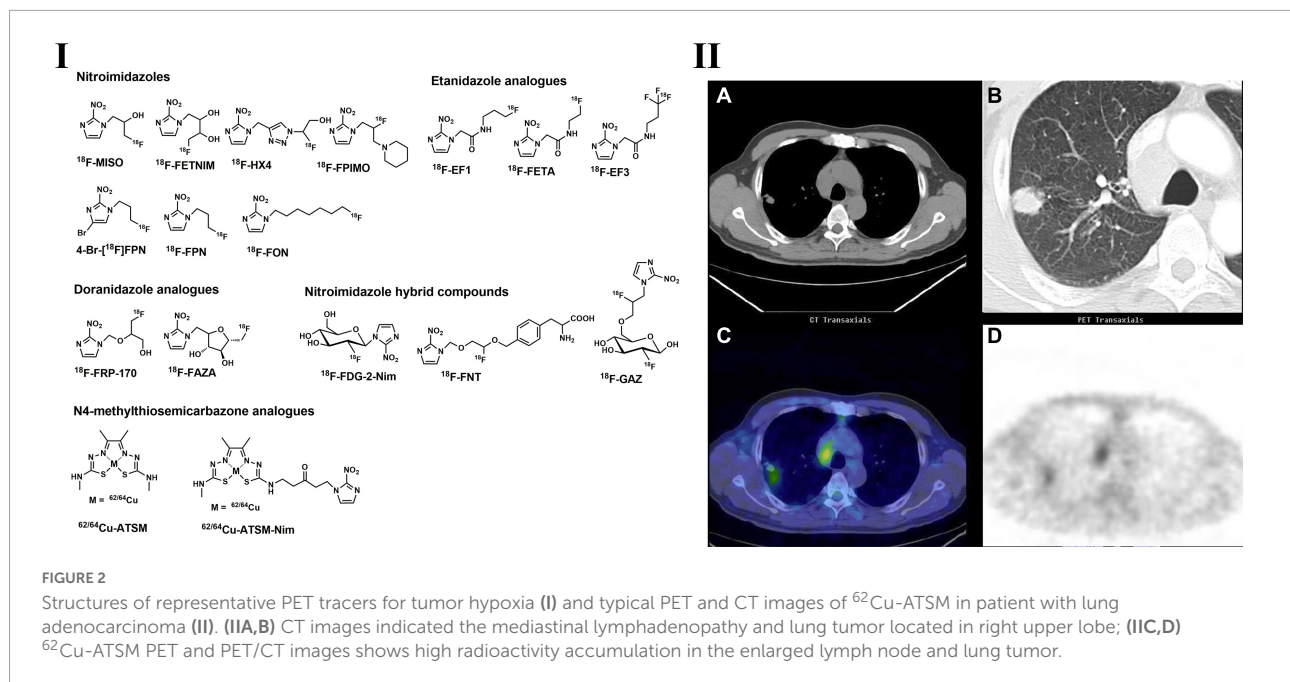 I
II
Nitroimidazoles
Etanidazole analogues
¹⁸F-MISO
¹⁸F-FETNIM
¹⁸F-HX4
¹⁸F-FPIMO
¹⁸F-EF1
¹⁸F-FETA
¹⁸F-EF3
4-Br-[¹⁸F]FPN
¹⁸F-FPN
¹⁸F-FON
Doranidazole analogues
Nitroimidazole hybrid compounds
¹⁸F-FRP-170
¹⁸F-FAZA
¹⁸F-FDG-2-Nim
¹⁸F-FNT
¹⁸F-GAZ
N4-methylthiosemicarbazone analogues
M = ⁶²/⁶⁴Cu
⁶²/⁶⁴Cu-ATSM
M = ⁶²/⁶⁴Cu
⁶²/⁶⁴Cu-ATSM-Nim
A
B
CT Transaxials
PET Transaxials
C
D
FIGURE 2
Structures of representative PET tracers for tumor hypoxia (I) and typical PET and CT images of ⁶²Cu-ATSM in patient with lung
adenocarcinoma (II). (IIA,B) CT images indicated the mediastinal lymphadenopathy and lung tumor located in right upper lobe; (IIC,D)
⁶²Cu-ATSM PET and PET/CT images shows high radioactivity accumulation in the enlarged lymph node and lung tumor.